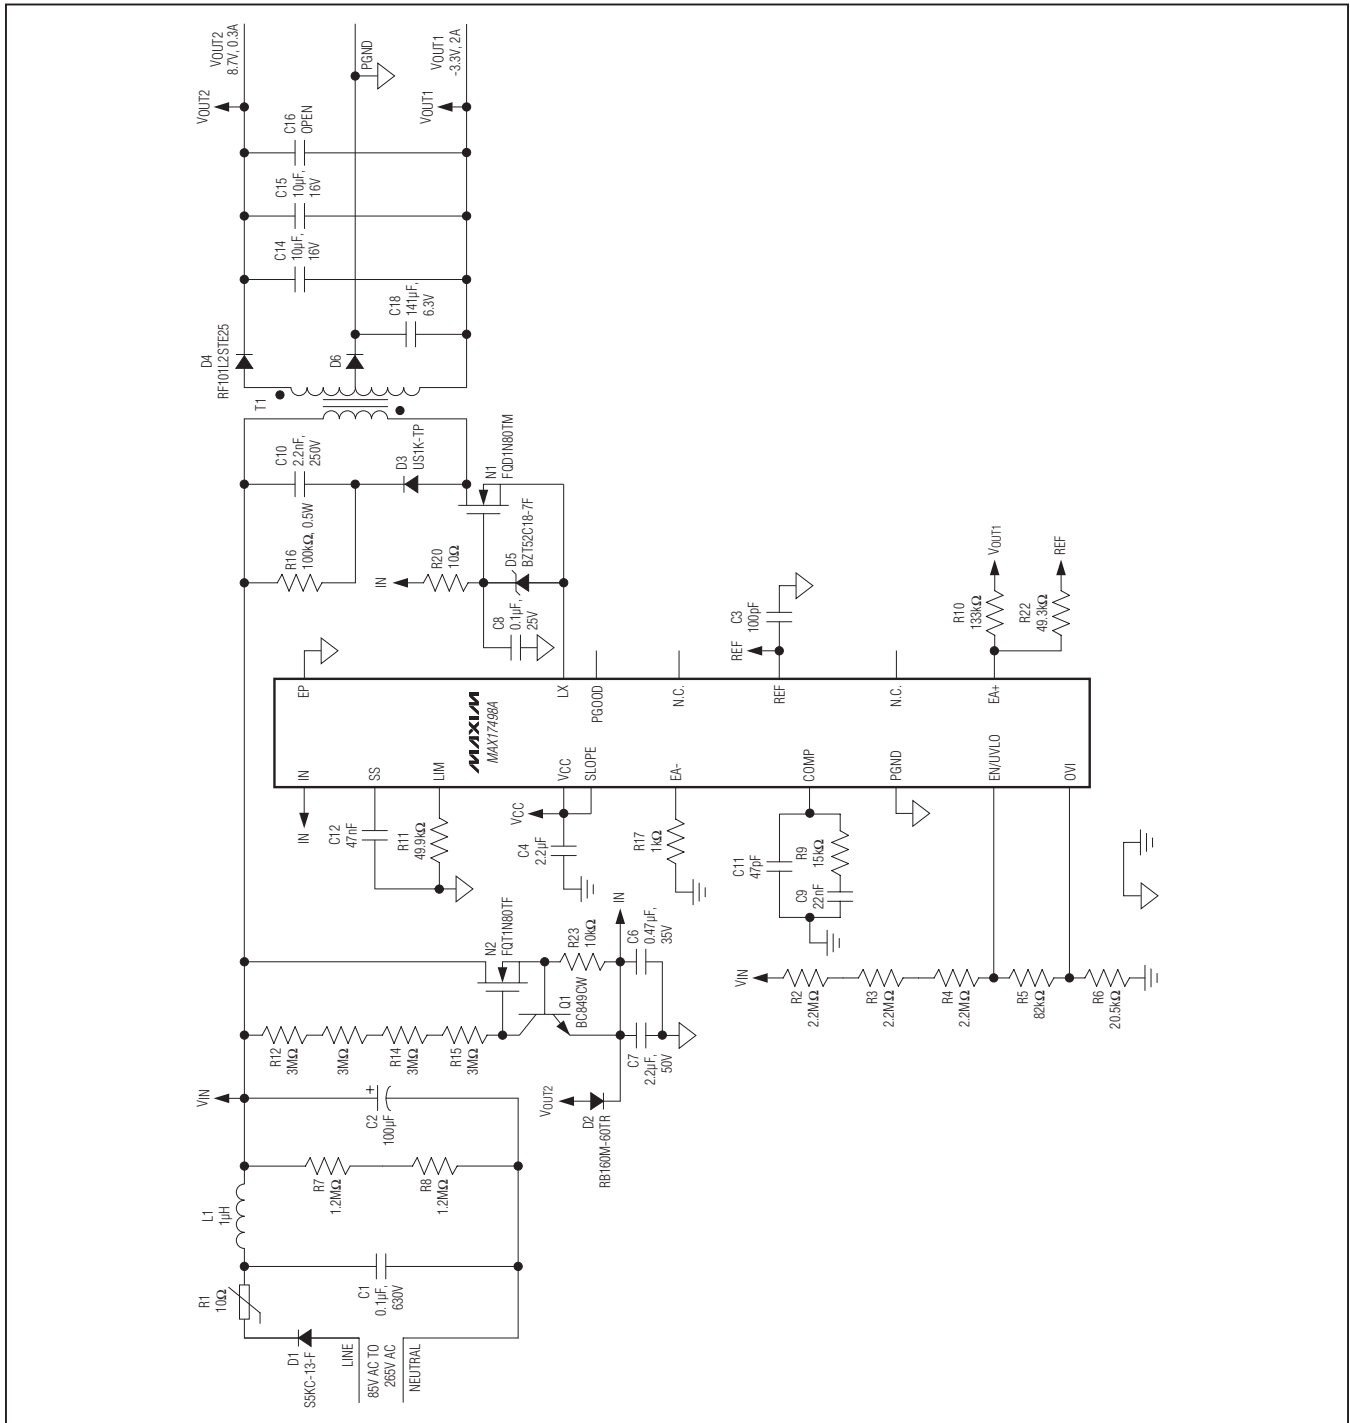 VOUT2
8.7V, 0.3A
PGND
VOUT1
-3.3V, 2A
VOUT2
VOUT1
C16
OPEN
C15
10µF,
16V
C14
10µF,
16V
C18
141µF,
6.3V
D4
RF101L2STE25
D6
T1
C10
2.2nF,
250V
D3
US1K-TP
N1
FQD1N80TM
R16
100kΩ, 0.5W
IN
R20
10Ω
D5
BZT52C18-7F
C8
0.1µF,
25V
C3
100pF
REF
R10
133kΩ
VOUT1
R22
49.3kΩ
REF
EP
LX
PGOOD
N.C.
REF
N.C.
EA+
MAXIM
MAX17498A
IN
SS
LIM
VCC
SLOPE
EA-
COMP
PGND
EN/UVLO
OVI
IN
C12
47nF
R11
49.9kΩ
VCC
C4
2.2µF
R17
1kΩ
C11
47pF
R9
15kΩ
C9
22nF
N2
FQT1N80TF
R23
10kΩ
IN
C6
0.47µF,
35V
Q1
BC849CW
C7
2.2µF,
50V
R12
3MΩ
3MΩ
R14
3MΩ
R15
3MΩ
VIN
R2
2.2MΩ
R3
2.2MΩ
R4
2.2MΩ
R5
82kΩ
R6
20.5kΩ
VIN
C2
100µF
+
VOUT2
D2
RB160M-60TR
R7
1.2MΩ
R8
1.2MΩ
L1
1µH
C1
0.1µF,
630V
R1
10Ω
D1
S5KC-13-F
LINE
85V AC TO
265V AC
NEUTRAL